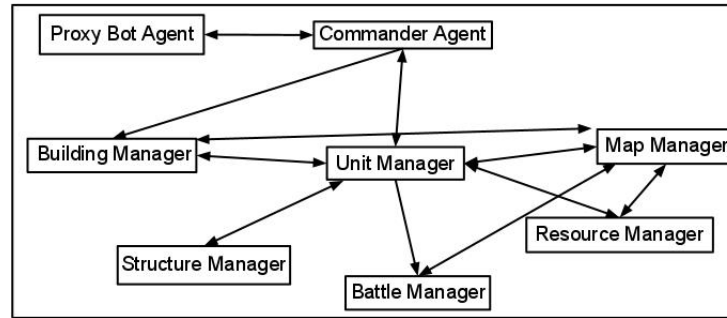 Proxy Bot Agent
Commander Agent
Building Manager
Unit Manager
Map Manager
Structure Manager
Battle Manager
Resource Manager